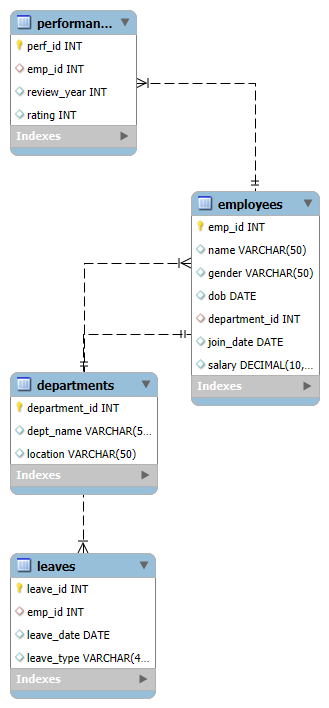 performan...
perf_id INT
emp_id INT
review_year INT
rating INT
Indexes
employees
emp_id INT
name VARCHAR(50)
gender VARCHAR(50)
dob DATE
department_id INT
join_date DATE
salary DECIMAL(10,...
Indexes
departments
department_id INT
dept_name VARCHAR(5...
location VARCHAR(50)
Indexes
leaves
leave_id INT
emp_id INT
leave_date DATE
leave_type VARCHAR(4...
Indexes